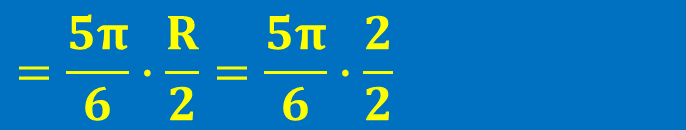 = 5π/6 · R/2 = 5π/6 · 2/2